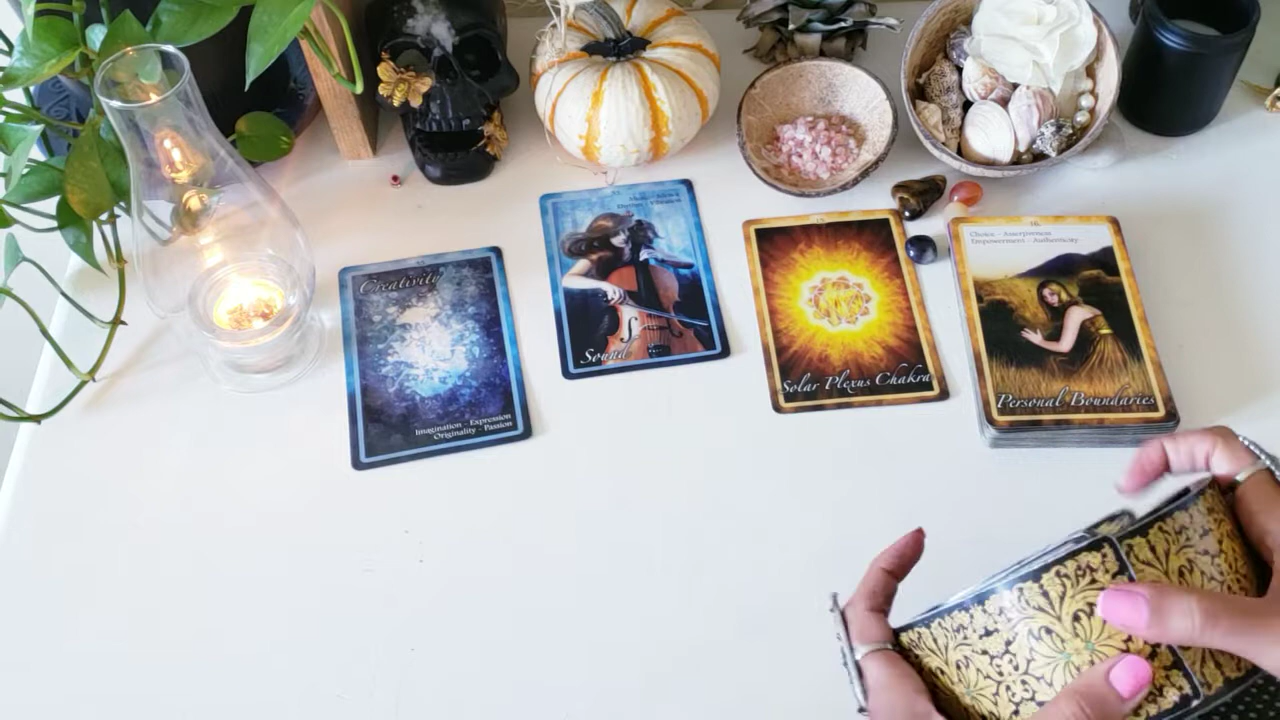 Creativity
Imagination - Expression
Originality - Passion
Sound
Solar Plexus Chakra
Choice - Assertiveness
Empowerment - Authenticity
Personal Boundaries